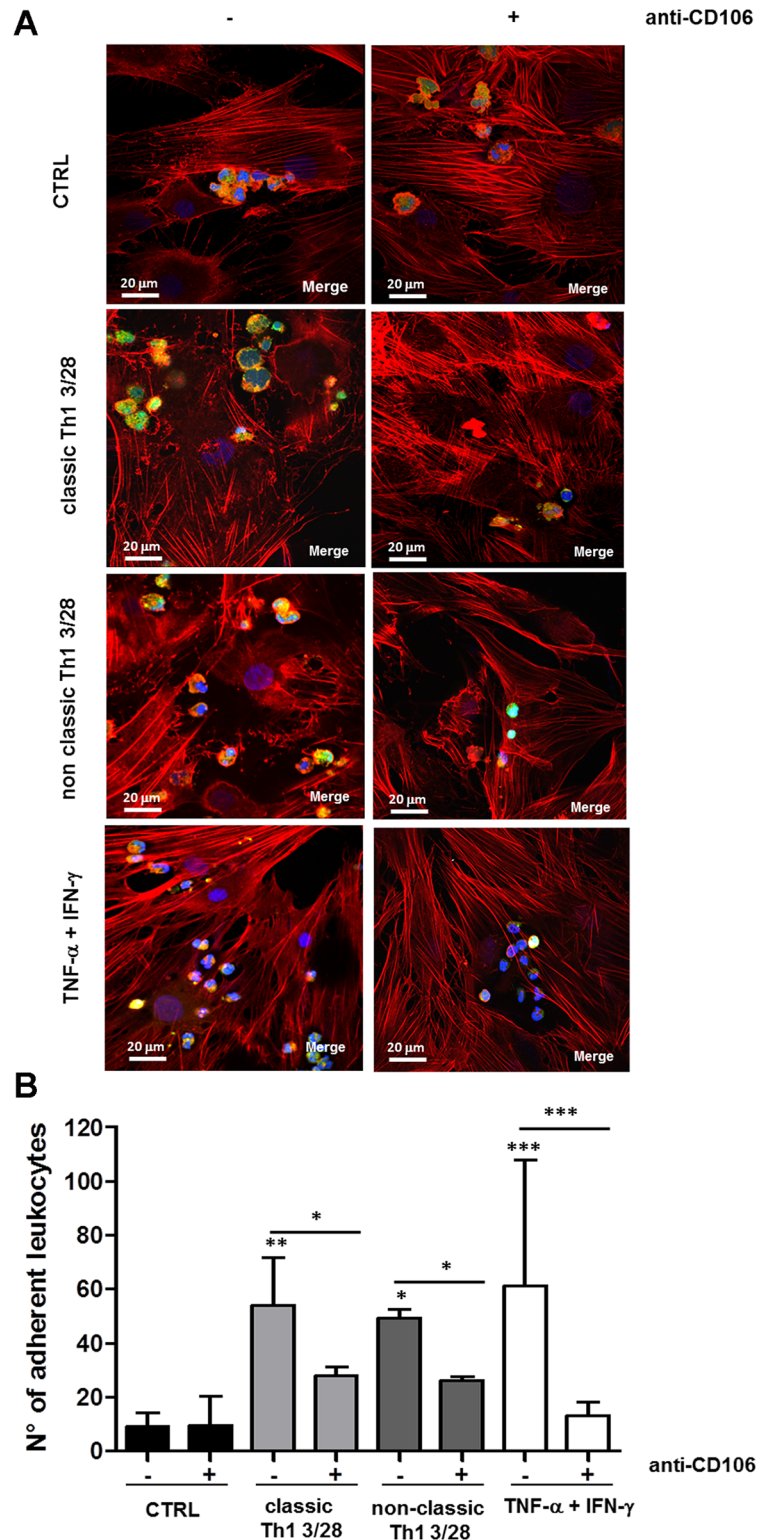 A
- + anti-CD106
CTRL
20 µm Merge
20 µm Merge
classic Th1 3/28
20 µm Merge
20 µm Merge
non classic Th1 3/28
20 µm Merge
20 µm Merge
TNF-α + IFN-γ
20 µm Merge
20 µm Merge
B
N° of adherent leukocytes
120
100
80
60
40
20
0
***
***
*
**
*
*
- + - + - + - + anti-CD106
CTRL
classic
Th1 3/28
non-classic
Th1 3/28
TNF-α + IFN-γ